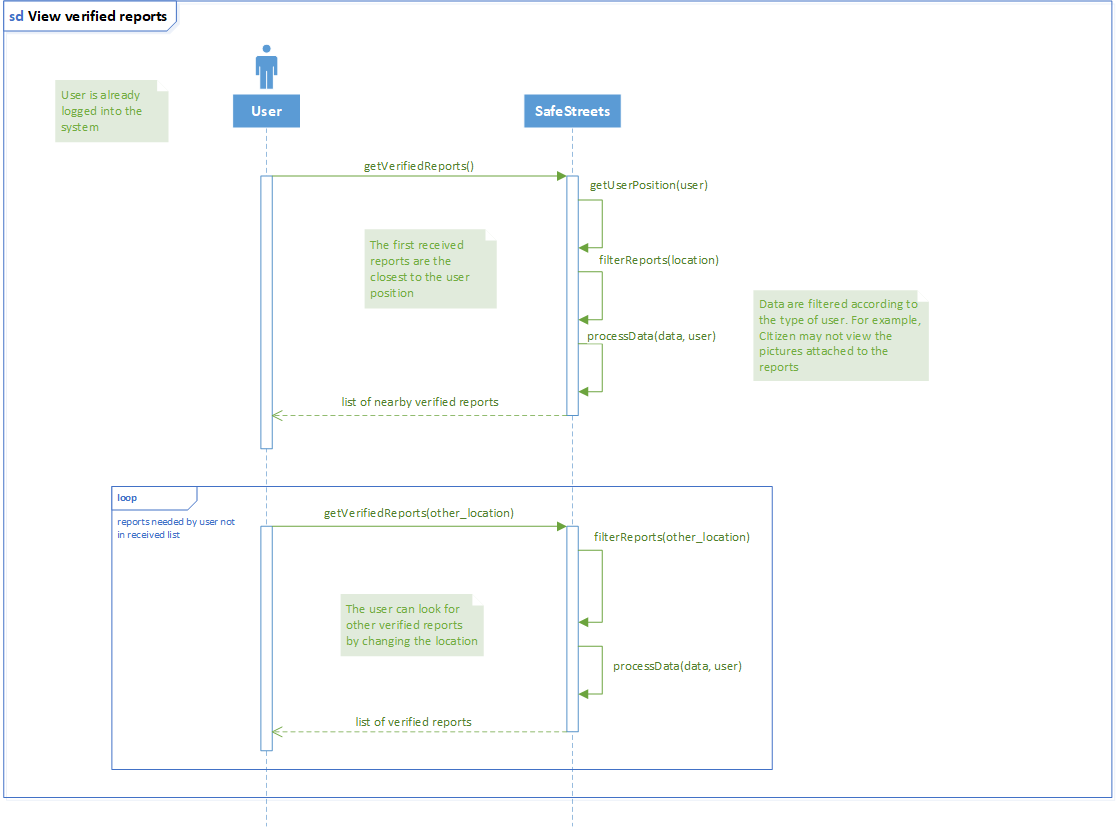 sd View verified reports
User is already
logged into the
system
User
SafeStreets
getVerifiedReports()
getUserPosition(user)
The first received
reports are the
closest to the user
position
filterReports(location)
Data are filtered according to
the type of user. For example,
Citizen may not view the
pictures attached to the
reports
processData(data, user)
list of nearby verified reports
loop
reports needed by user not
in received list
getVerifiedReports(other_location)
filterReports(other_location)
The user can look for
other verified reports
by changing the location
processData(data, user)
list of verified reports